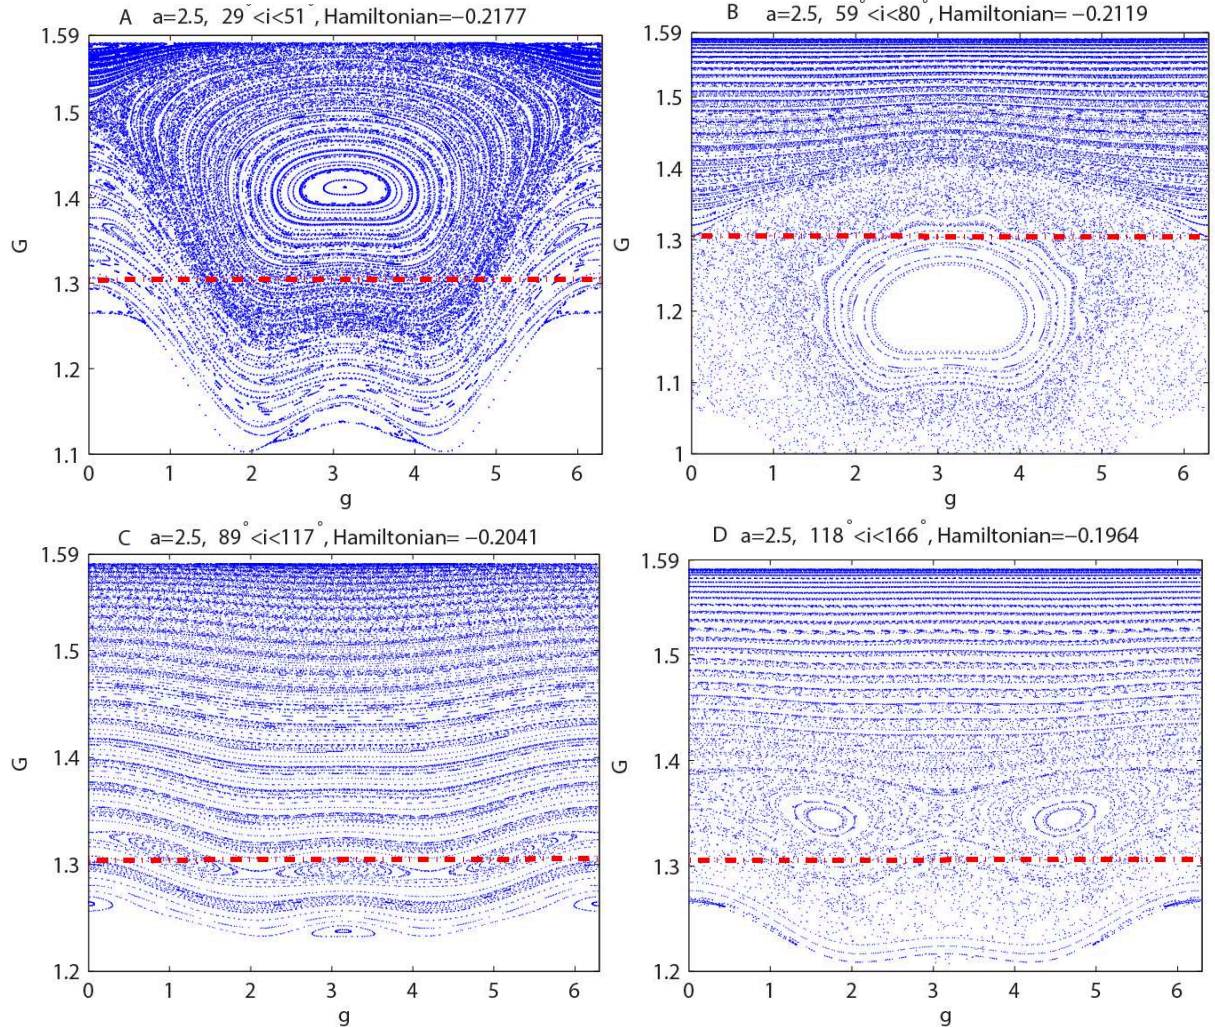 A a=2.5, 29°<i<51°, Hamiltonian=−0.2177
1.59
1.5
1.4
G
1.3
1.2
1.1
0 1 2 3 4 5 6
g
B a=2.5, 59°<i<80°, Hamiltonian= −0.2119
1.59
1.5
1.4
G
1.3
1.2
1.1
1
0 1 2 3 4 5 6
g
C a=2.5, 89°<i<117°, Hamiltonian= −0.2041
1.59
1.5
G
1.4
1.3
1.2
0 1 2 3 4 5 6
g
D a=2.5, 118°<i<166°, Hamiltonian=−0.1964
1.59
1.5
G
1.4
1.3
1.2
0 1 2 3 4 5 6
g